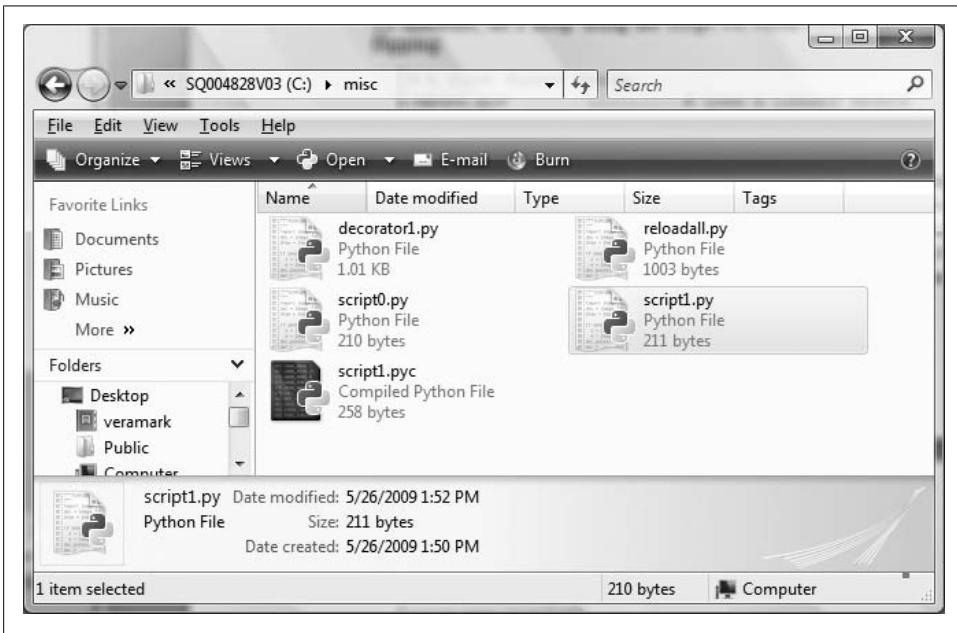 flipping
« SQ004828V03 (C:) ▸ misc
Search
File Edit View Tools Help
Organize Views Open E-mail Burn
Favorite Links
Documents
Pictures
Music
More »
Folders
Desktop
veramark
Public
Computer
Name Date modified Type Size Tags
decorator1.py
Python File
1.01 KB
reloadall.py
Python File
1003 bytes
script0.py
Python File
210 bytes
script1.py
Python File
211 bytes
script1.pyc
Compiled Python File
258 bytes
script1.py Date modified: 5/26/2009 1:52 PM
Python File Size: 211 bytes
Date created: 5/26/2009 1:50 PM
1 item selected 210 bytes Computer